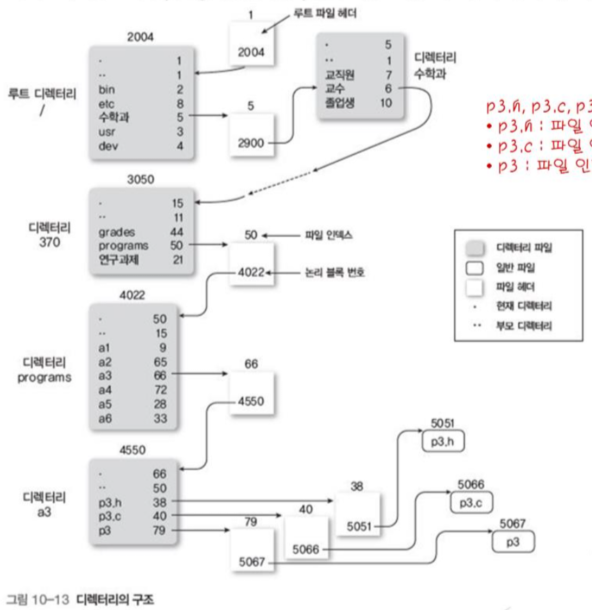 1
루트 파일 헤더
2004
2004
· 1
·· 1
bin 2
etc 8
수학과 5
usr 3
dev 4
루트 디렉터리
/
5
2900
· 5
·· 1
교직원 7
교수 6
졸업생 10
디렉터리
수학과
p3.h, p3.c, p3
• p3.h : 파일
• p3.c : 파일
• p3 : 파일
3050
· 15
·· 11
grades 44
programs 50
연구과제 21
디렉터리
370
50
파일 인덱스
4022
논리 블록 번호
디렉터리 파일
일반 파일
파일 헤더
· 현재 디렉터리
·· 부모 디렉터리
4022
· 50
·· 15
a1 9
a2 65
a3 66
a4 72
a5 28
a6 33
디렉터리
programs
66
4550
4550
· 66
·· 50
p3.h 38
p3.c 40
p3 79
디렉터리
a3
38
5051
40
5066
79
5067
5051
p3.h
5066
p3.c
5067
p3
그림 10-13 디렉터리의 구조